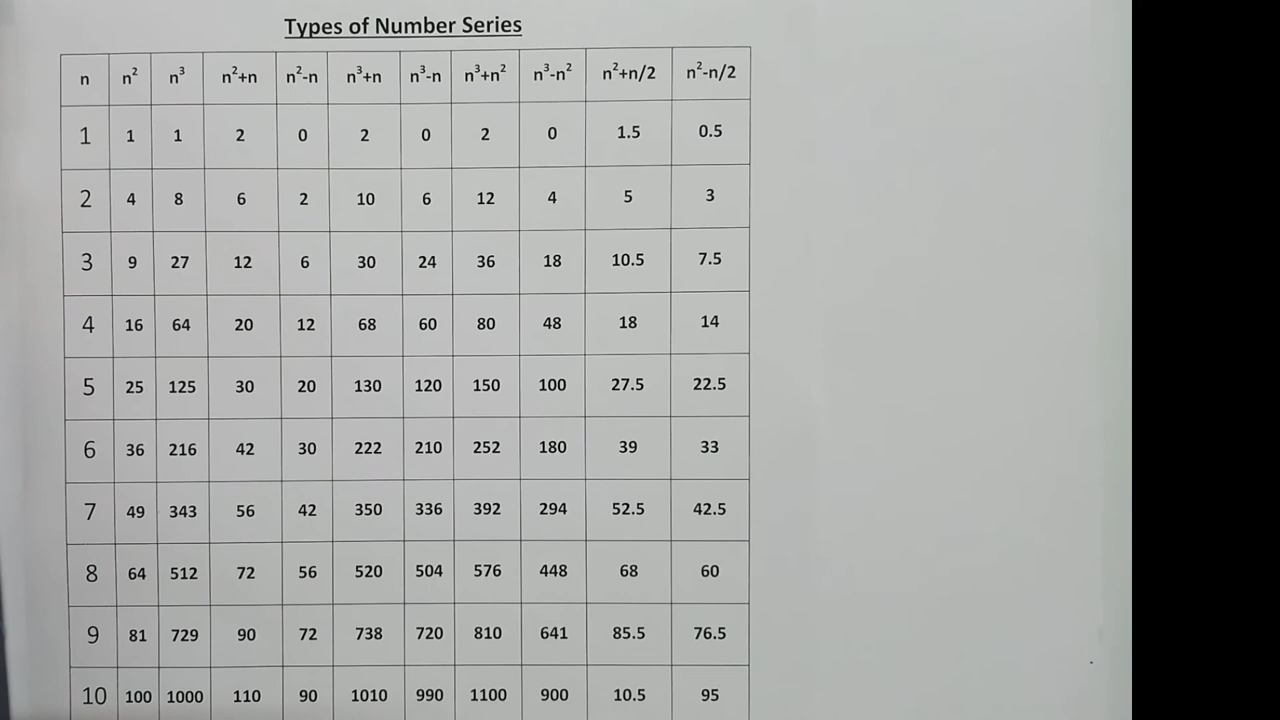 Types of Number Series
n n² n³ n²+n n²-n n³+n n³-n n³+n² n³-n² n²+n/2 n²-n/2
1 1 1 2 0 2 0 2 0 1.5 0.5
2 4 8 6 2 10 6 12 4 5 3
3 9 27 12 6 30 24 36 18 10.5 7.5
4 16 64 20 12 68 60 80 48 18 14
5 25 125 30 20 130 120 150 100 27.5 22.5
6 36 216 42 30 222 210 252 180 39 33
7 49 343 56 42 350 336 392 294 52.5 42.5
8 64 512 72 56 520 504 576 448 68 60
9 81 729 90 72 738 720 810 641 85.5 76.5
10 100 1000 110 90 1010 990 1100 900 10.5 95